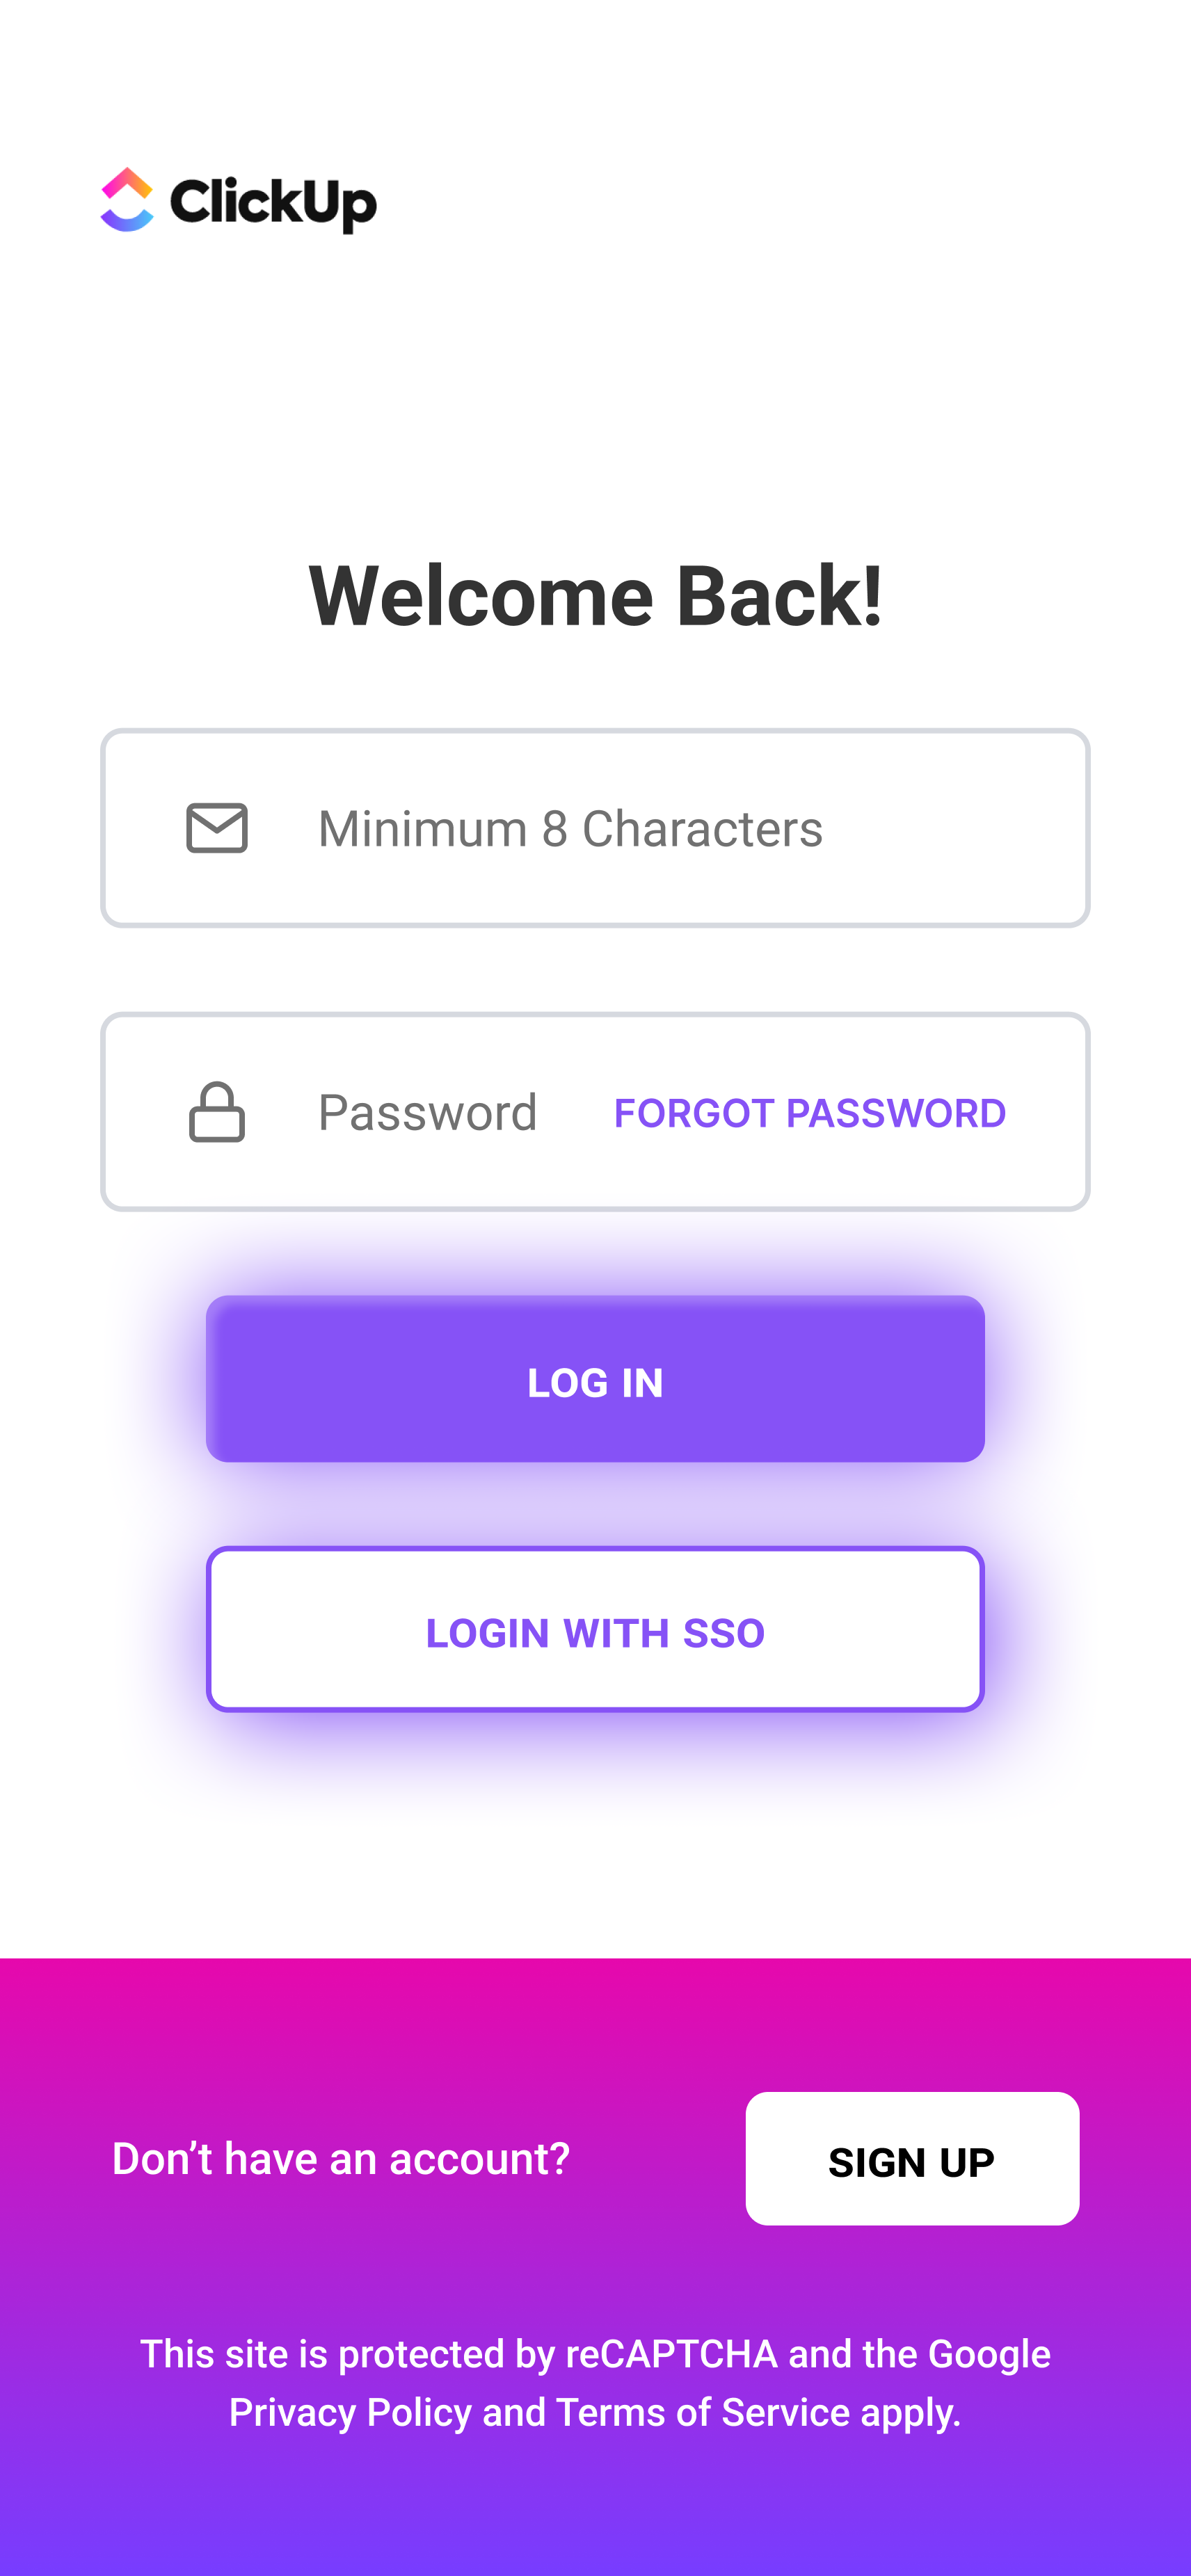 ClickUp
Welcome Back!
Minimum 8 Characters
Password
FORGOT PASSWORD
LOG IN
LOGIN WITH SSO
Don’t have an account?
SIGN UP
This site is protected by reCAPTCHA and the Google
Privacy Policy and Terms of Service apply.